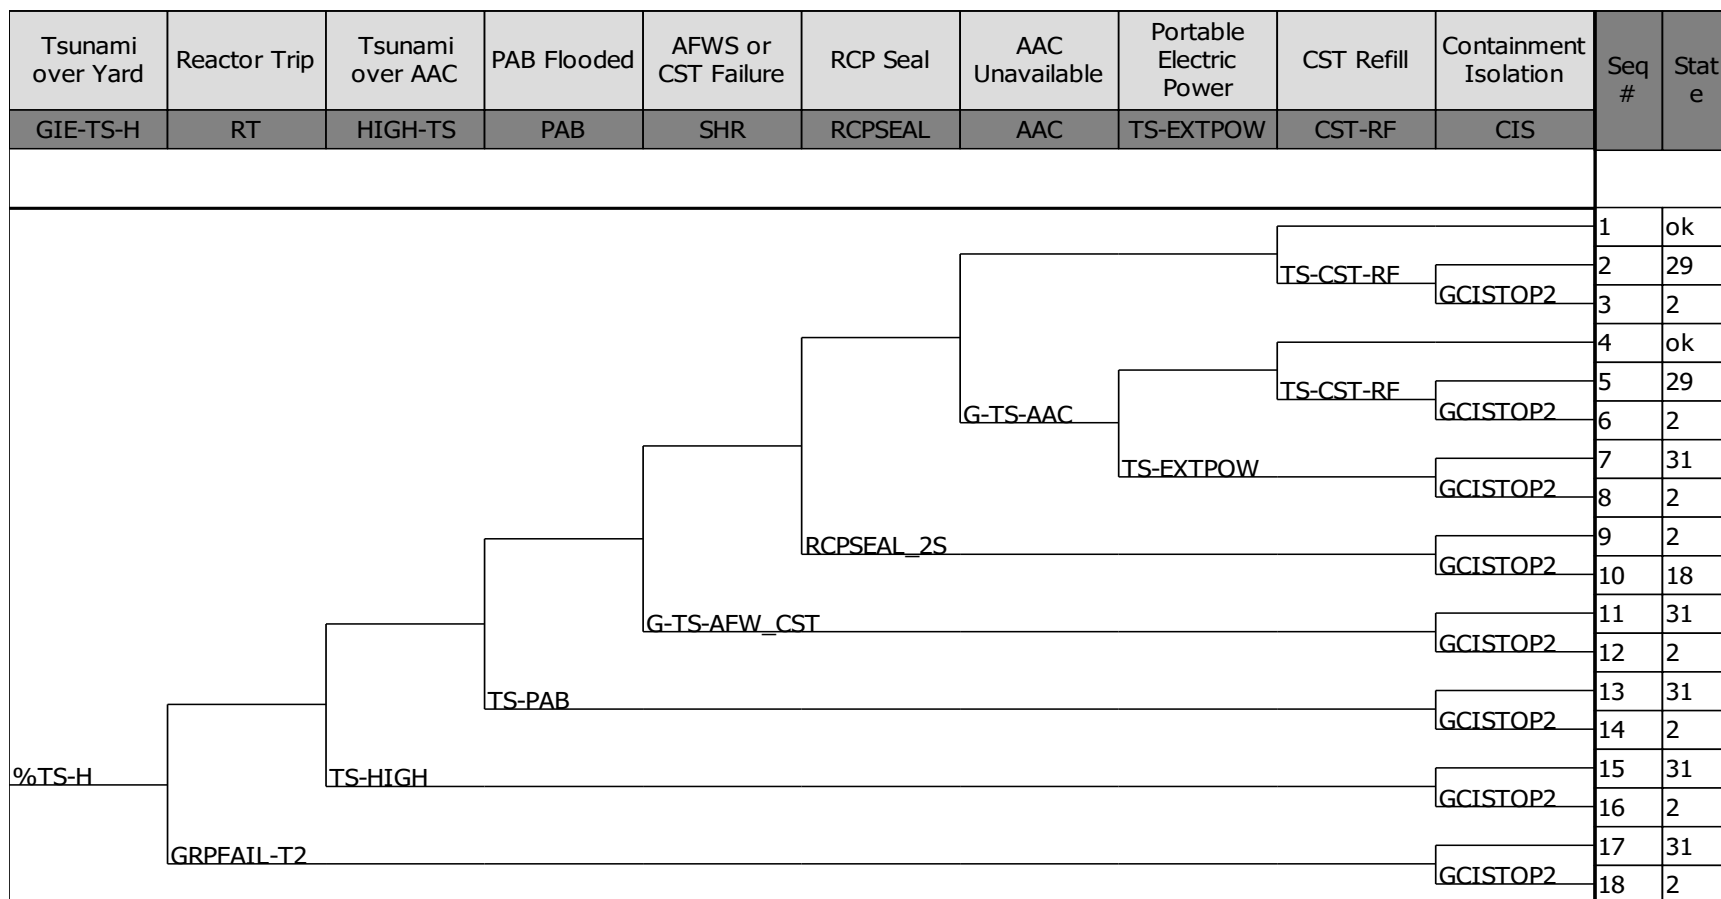 Tsunami over Yard
Reactor Trip
Tsunami over AAC
PAB Flooded
AFWS or CST Failure
RCP Seal
AAC Unavailable
Portable Electric Power
CST Refill
Containment Isolation
Seq #
Stat e
GIE-TS-H
RT
HIGH-TS
PAB
SHR
RCPSEAL
AAC
TS-EXTPOW
CST-RF
CIS
1 ok
TS-CST-RF
2 29
GCISTOP2
3 2
4 ok
TS-CST-RF
5 29
G-TS-AAC
GCISTOP2
6 2
TS-EXTPOW
7 31
GCISTOP2
8 2
RCPSEAL_2S
9 2
GCISTOP2
10 18
G-TS-AFW_CST
11 31
GCISTOP2
12 2
TS-PAB
13 31
GCISTOP2
14 2
%TS-H
TS-HIGH
15 31
GCISTOP2
16 2
GRPFAIL-T2
17 31
GCISTOP2
18 2